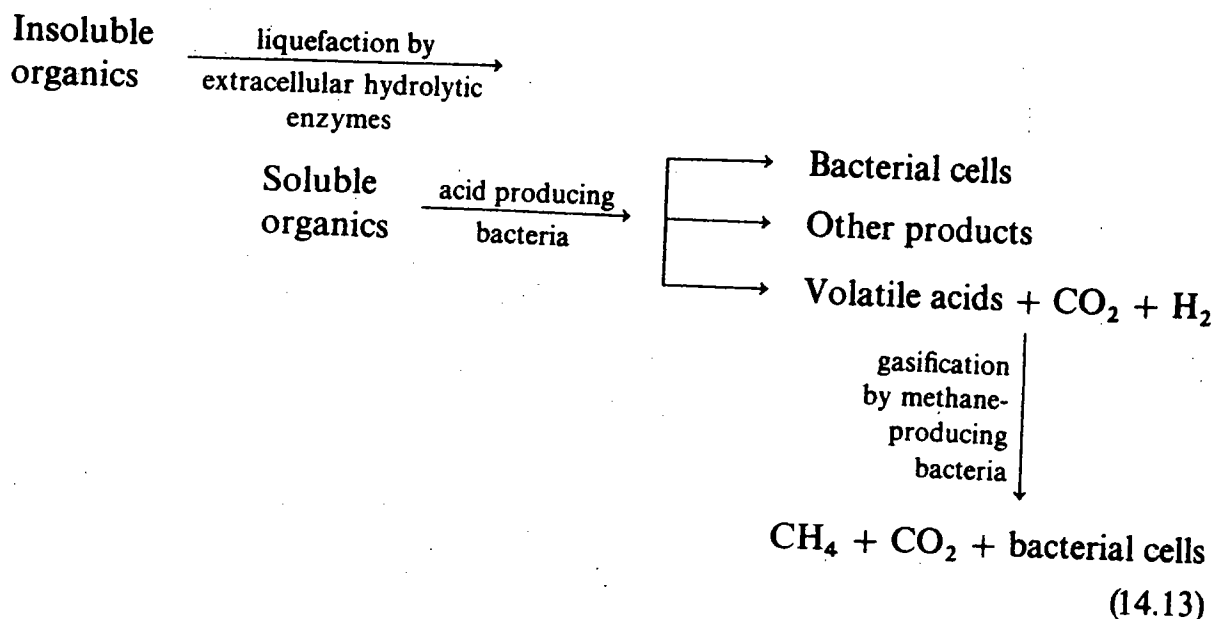 Insoluble
organics
liquefaction by
extracellular hydrolytic
enzymes
Soluble
organics
acid producing
bacteria
Bacterial cells
Other products
Volatile acids + CO₂ + H₂
gasification
by methane-
producing
bacteria
CH₄ + CO₂ + bacterial cells
(14.13)